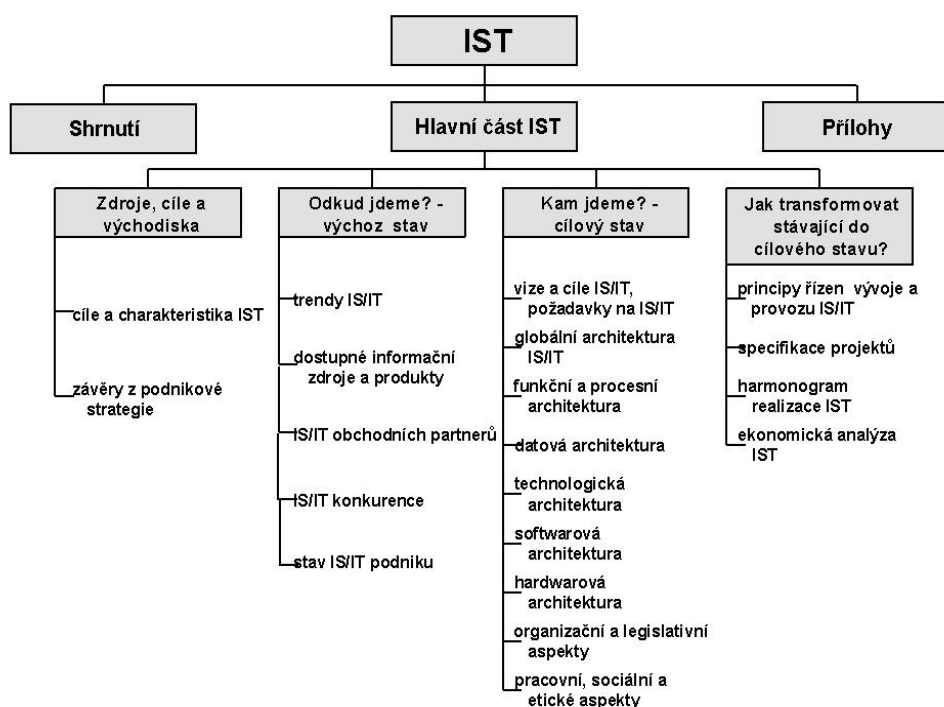 IST
Shrnutí
Hlavní část IST
Přílohy
Zdroje, cíle a
východiska
cíle a charakteristika IST
závěry z podnikové
strategie
Odkud jdeme? -
výchoz stav
trendy IS/IT
dostupné informační
zdroje a produkty
IS/IT obchodních partnerů
IS/IT konkurence
stav IS/IT podniku
Kam jdeme? -
cílový stav
vize a cíle IS/IT,
požadavky na IS/IT
globální architektura
IS/IT
funkční a procesní
architektura
datová architektura
technologická
architektura
softwarová
architektura
hardwarová
architektura
organizační a legislativní
aspekty
pracovní, sociální a
etické aspekty
Jak transformovat
stávající do
cílového stavu?
principy řízen vývoje a
provozu IS/IT
specifikace projektů
harmonogram
realizace IST
ekonomická analýza
IST